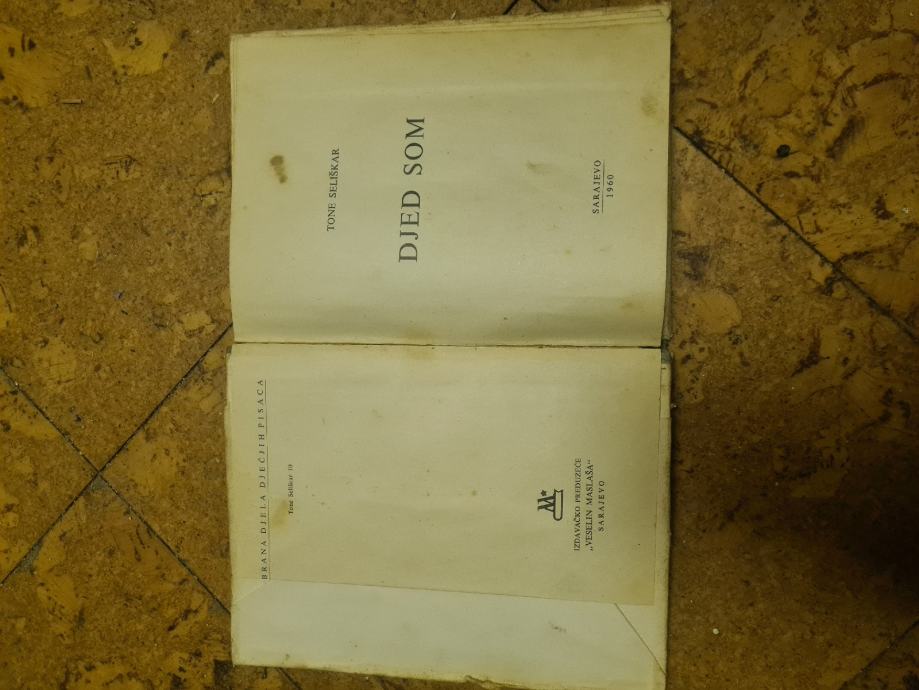 BRANA DJELA DJEČJIH PISACA
Tone Seliškar 10
M*
IZDAVAČKO PREDUZEĆE
„VESELIN MASLEŠA“
SARAJEVO
TONE SELIŠKAR
DJED SOM
SARAJEVO
1960